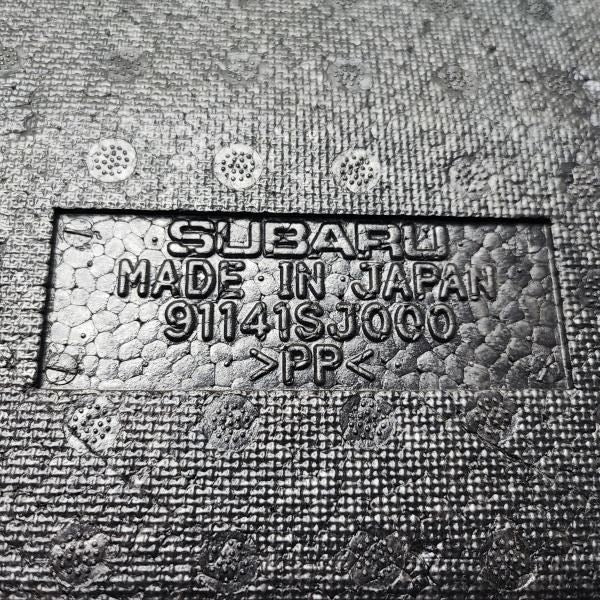 SUBARU
MADE IN JAPAN
91141SJ000
>PP<